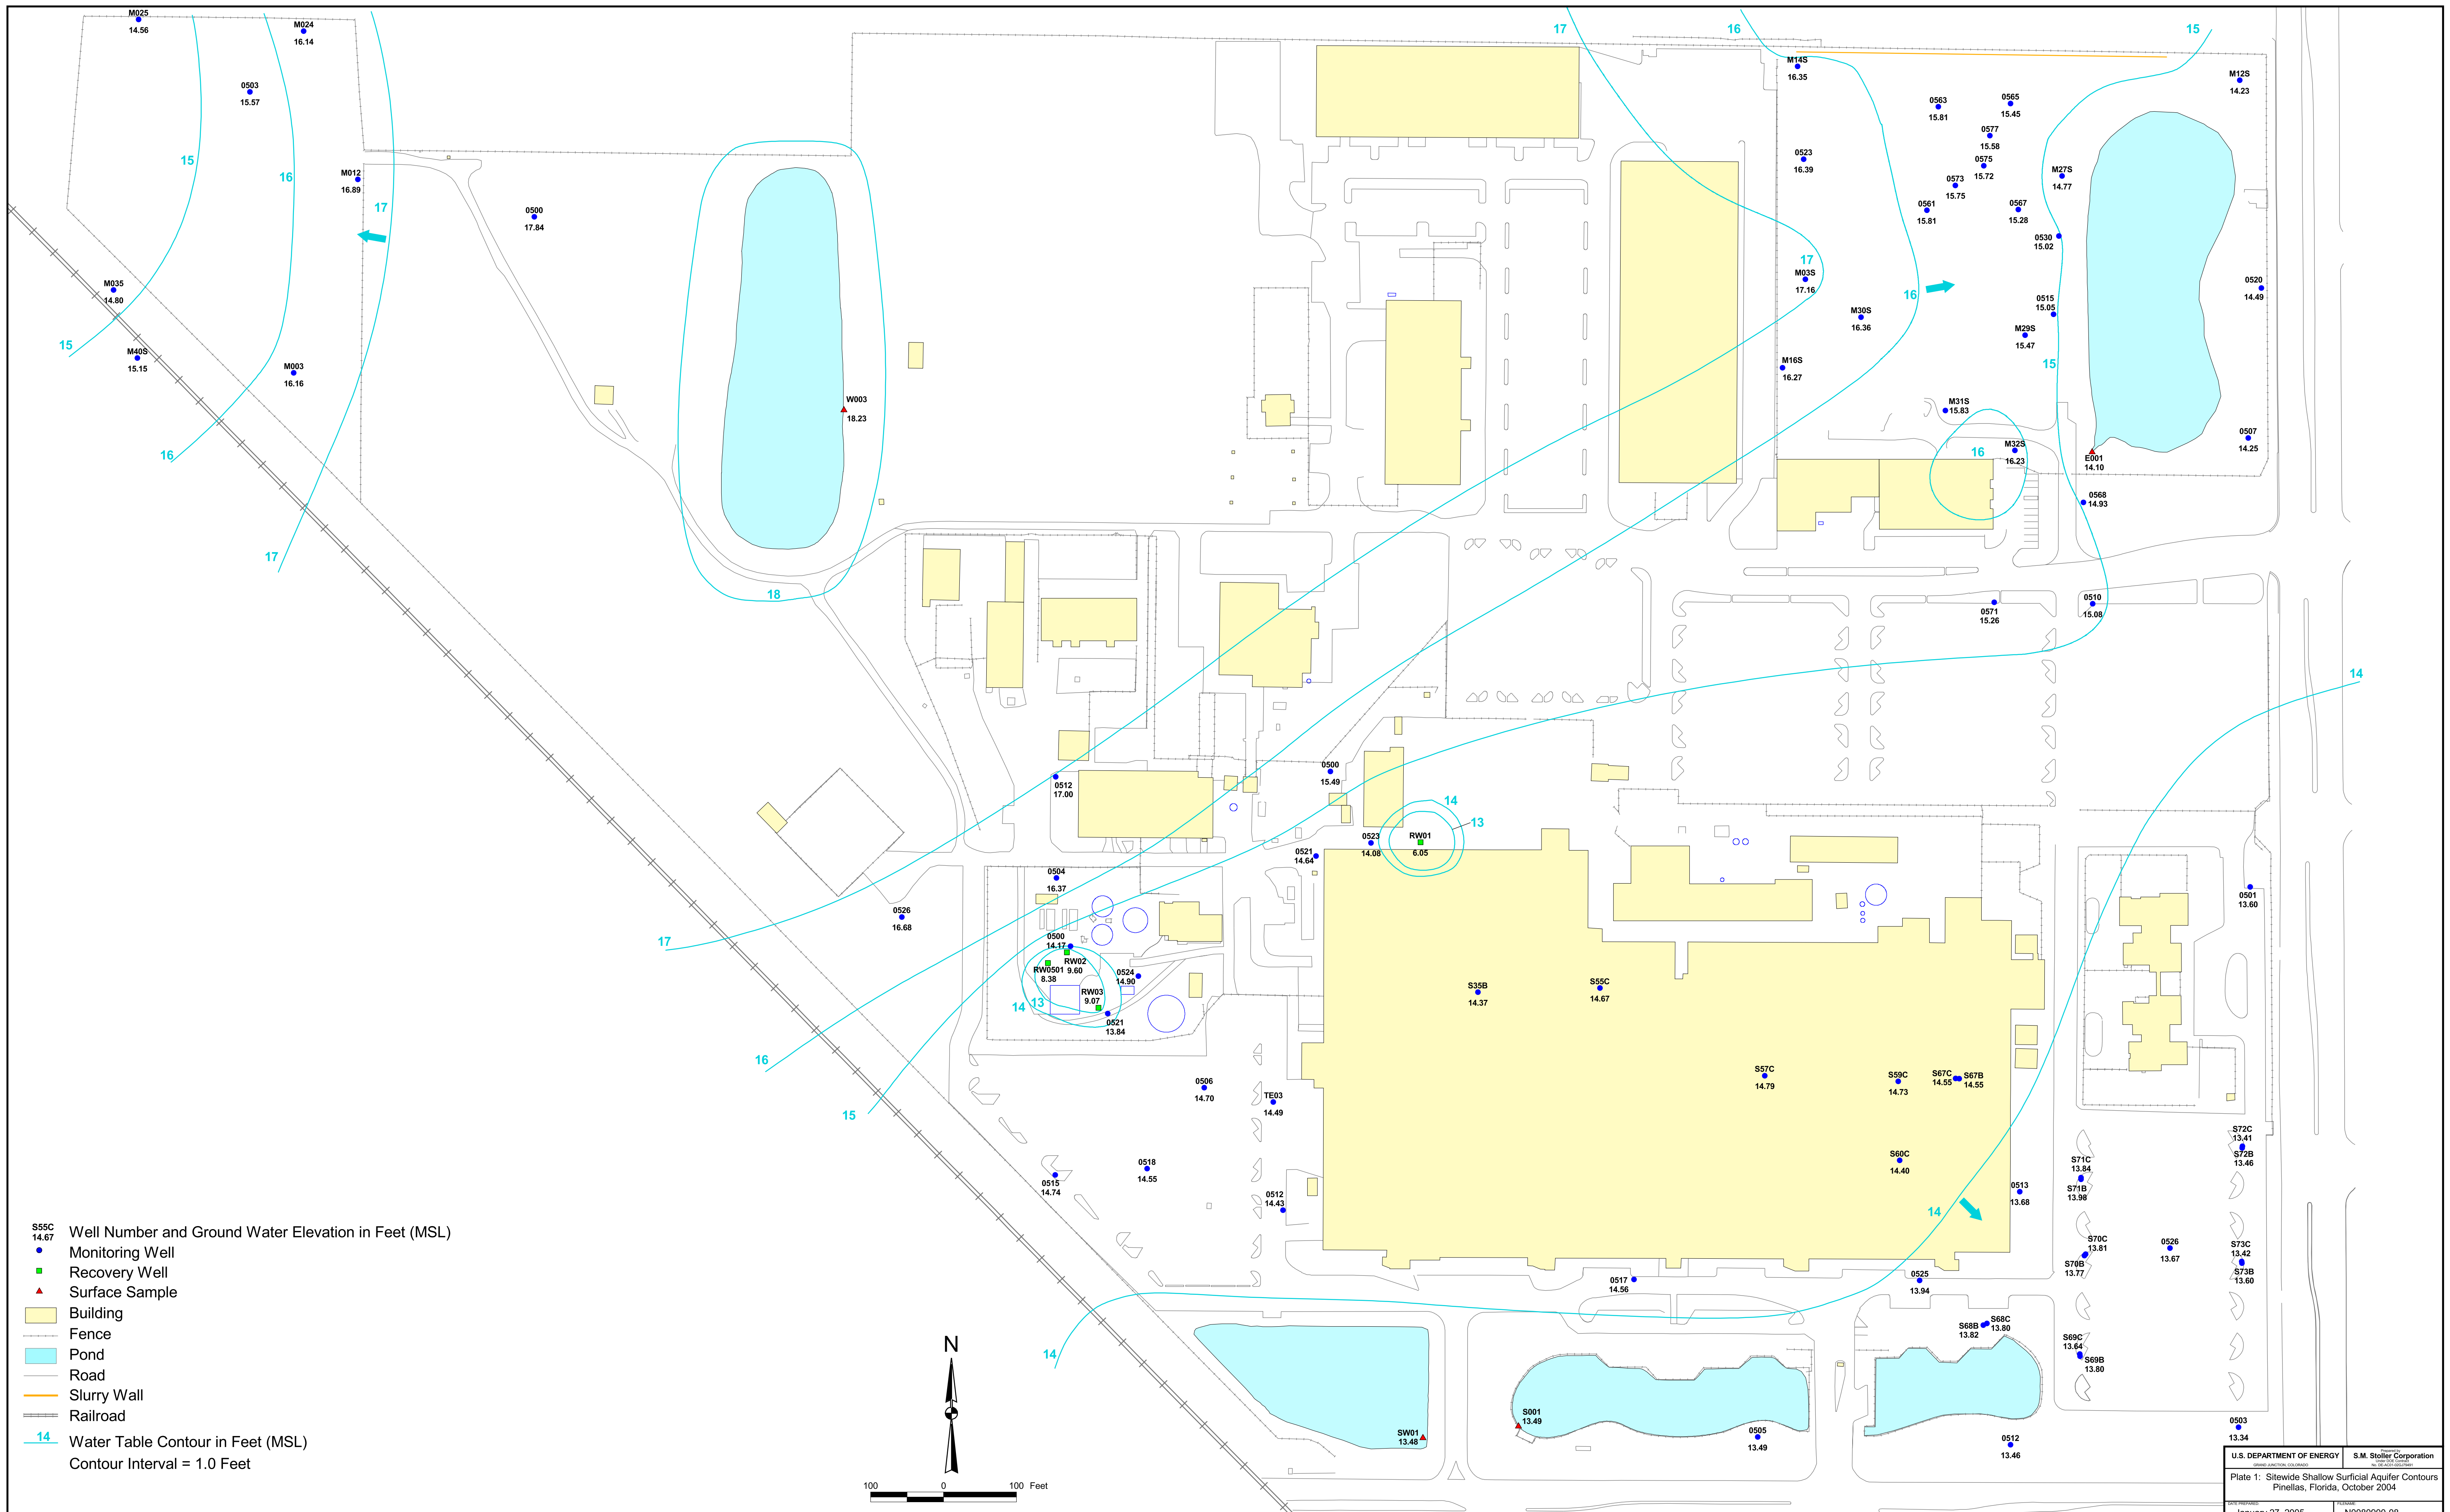 M025
14.56
M024
16.14
0503
15.57
15
16
17
M012
16.89
0500
17.84
M035
14.80
15
M40S
15.15
M003
16.16
16
17
W003
18.23
18
17
16
15
M14S
16.35
M12S
14.23
0563
15.81
0565
15.45
0577
15.58
0523
16.39
0575
15.72
0573
15.75
M27S
14.77
0561
15.81
0567
15.28
0530
15.02
17
M03S
17.16
16
0520
14.49
0515
15.05
M30S
16.36
M29S
15.47
M16S
16.27
15
M31S
15.83
M32S
16.23
16
0507
14.25
E001
14.10
0568
14.93
0571
15.26
0510
15.08
14
0512
17.00
0500
15.49
14
13
0523
14.08
RW01
6.05
0521
14.64
0504
16.37
0526
16.68
17
0501
13.60
0500
14.17
RW02
9.60
RW0501
8.38
0524
14.90
RW03
9.07
14
13
0521
13.84
S35B
14.37
S55C
14.67
16
15
0506
14.70
TE03
14.49
S57C
14.79
S59C
14.73
S67C
14.55
S67B
14.55
0515
14.74
0518
14.55
0512
14.43
S60C
14.40
0513
13.68
14
S72C
13.41
S72B
13.46
S71C
13.84
S71B
13.98
S70C
13.81
S70B
13.77
0526
13.67
S73C
13.42
S73B
13.60
0517
14.56
0525
13.94
S68B
13.82
S68C
13.80
S69C
13.64
S69B
13.80
14
SW01
13.48
S001
13.49
0505
13.49
0512
13.46
0503
13.34
S55C
14.67
Well Number and Ground Water Elevation in Feet (MSL)
Monitoring Well
Recovery Well
Surface Sample
Building
Fence
Pond
Road
Slurry Wall
Railroad
14
Water Table Contour in Feet (MSL)
Contour Interval = 1.0 Feet
N
100 0 100 Feet
U.S. DEPARTMENT OF ENERGY
GRAND JUNCTION, COLORADO
Prepared by
S.M. Stoller Corporation
Under DOE Contract
Plate 1: Sitewide Shallow Surficial Aquifer Contours
Pinellas, Florida, October 2004
DATE PREPARED:
FILENAME: